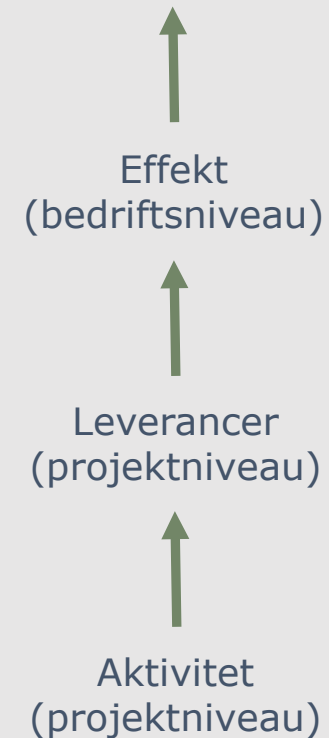 Effekt
(bedriftsniveau)
Leverancer
(projektniveau)
Aktivitet
(projektniveau)